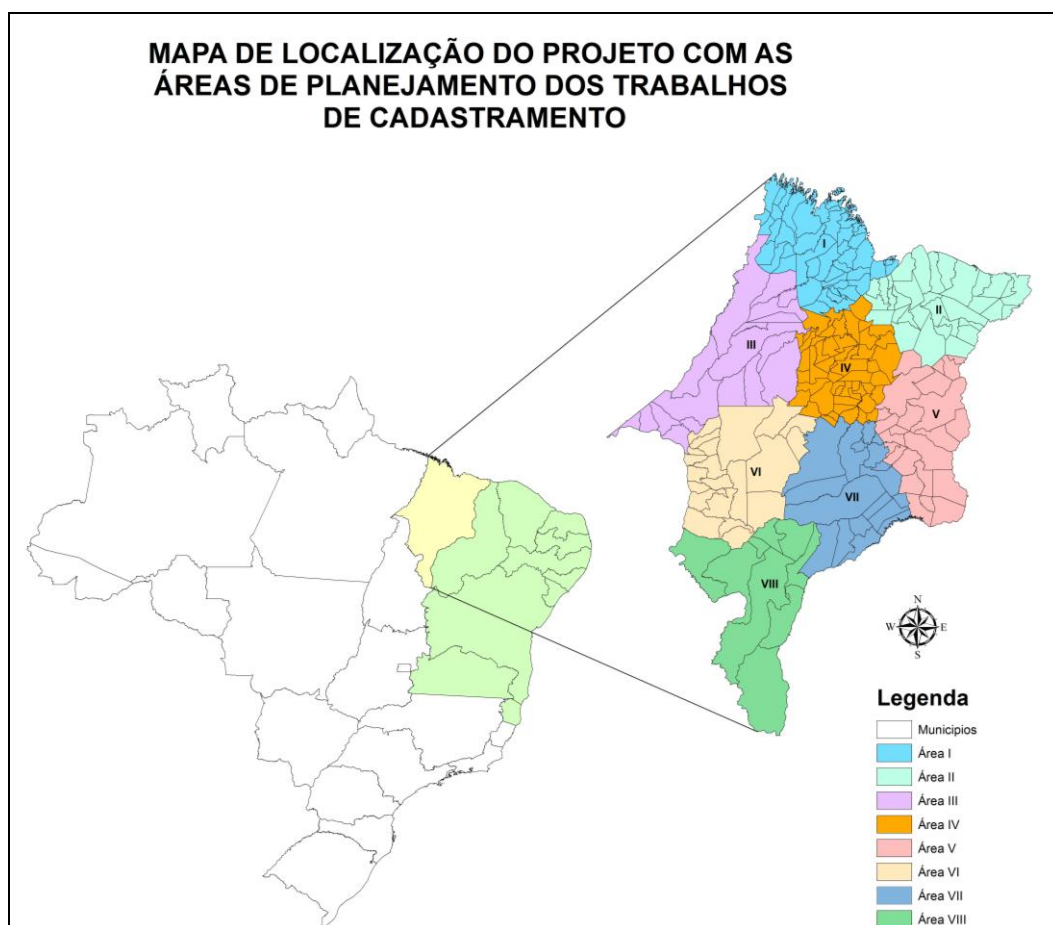 MAPA DE LOCALIZAÇÃO DO PROJETO COM AS
ÁREAS DE PLANEJAMENTO DOS TRABALHOS
DE CADASTRAMENTO
I
II
III
IV
V
VI
VII
VIII
N
W E
S
Legenda
Municipios
Área I
Área II
Área III
Área IV
Área V
Área VI
Área VII
Área VIII